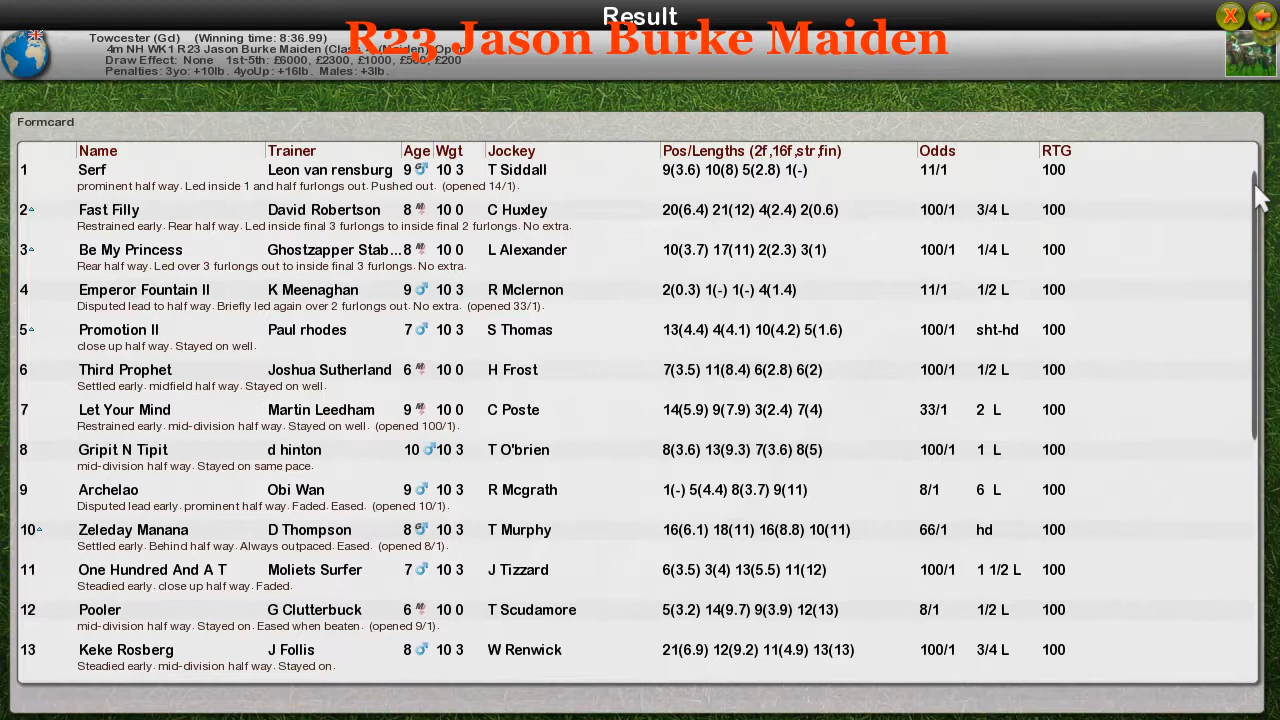 Result
R23 Jason Burke Maiden
Towcester (Gd) (Winning time: 8:36.99)
4m NH WK1 R23 Jason Burke Maiden (Class
Draw Effect: None 1st-5th: £6000, £2300, £1000, £500, £200
Penalties: 3yo: +10lb. 4yoUp: +16lb. Males: +3lb.
Formcard
Name Trainer Age Wgt Jockey Pos/Lengths (2f,16f,str,fin) Odds RTG
1 Serf Leon van rensburg 9 10 3 T Siddall 9(3.6) 10(8) 5(2.8) 1(-) 11/1 100
prominent half way. Led inside 1 and half furlongs out. Pushed out. (opened 14/1).
2 Fast Filly David Robertson 8 10 0 C Huxley 20(6.4) 21(12) 4(2.4) 2(0.6) 100/1 3/4 L 100
Restrained early. Rear half way. Led inside final 3 furlongs to inside final 2 furlongs. No extra.
3 Be My Princess Ghostzapper Stab... 8 10 0 L Alexander 10(3.7) 17(11) 2(2.3) 3(1) 100/1 1/4 L 100
Rear half way. Led over 3 furlongs out to inside final 3 furlongs. No extra.
4 Emperor Fountain II K Meenaghan 9 10 3 R Mclernon 2(0.3) 1(-) 1(-) 4(1.4) 11/1 1/2 L 100
Disputed lead to half way. Briefly led again over 2 furlongs out. No extra. (opened 33/1).
5 Promotion II Paul rhodes 7 10 3 S Thomas 13(4.4) 4(4.1) 10(4.2) 5(1.6) 100/1 sht-hd 100
close up half way. Stayed on well.
6 Third Prophet Joshua Sutherland 6 10 0 H Frost 7(3.5) 11(8.4) 6(2.8) 6(2) 100/1 1/2 L 100
Settled early. midfield half way. Stayed on well.
7 Let Your Mind Martin Leedham 9 10 0 C Poste 14(5.9) 9(7.9) 3(2.4) 7(4) 33/1 2 L 100
Restrained early. mid-division half way. Stayed on well. (opened 100/1).
8 Gripit N Tipit d hinton 10 10 3 T O'brien 8(3.6) 13(9.3) 7(3.6) 8(5) 100/1 1 L 100
mid-division half way. Stayed on same pace.
9 Archelao Obi Wan 9 10 3 R Mcgrath 1(-) 5(4.4) 8(3.7) 9(11) 8/1 6 L 100
Disputed lead early. prominent half way. Faded. Eased. (opened 10/1).
10 Zeleday Manana D Thompson 8 10 3 T Murphy 16(6.1) 18(11) 16(8.8) 10(11) 66/1 hd 100
Settled early. Behind half way. Always outpaced. Eased. (opened 8/1).
11 One Hundred And A T Moliets Surfer 7 10 3 J Tizzard 6(3.5) 3(4) 13(5.5) 11(12) 100/1 1 1/2 L 100
Steadied early. close up half way. Faded.
12 Pooler G Clutterbuck 6 10 0 T Scudamore 5(3.2) 14(9.7) 9(3.9) 12(13) 8/1 1/2 L 100
mid-division half way. Stayed on. Eased when beaten. (opened 9/1).
13 Keke Rosberg J Follis 8 10 3 W Renwick 21(6.9) 12(9.2) 11(4.9) 13(13) 100/1 3/4 L 100
Steadied early. mid-division half way. Stayed on.